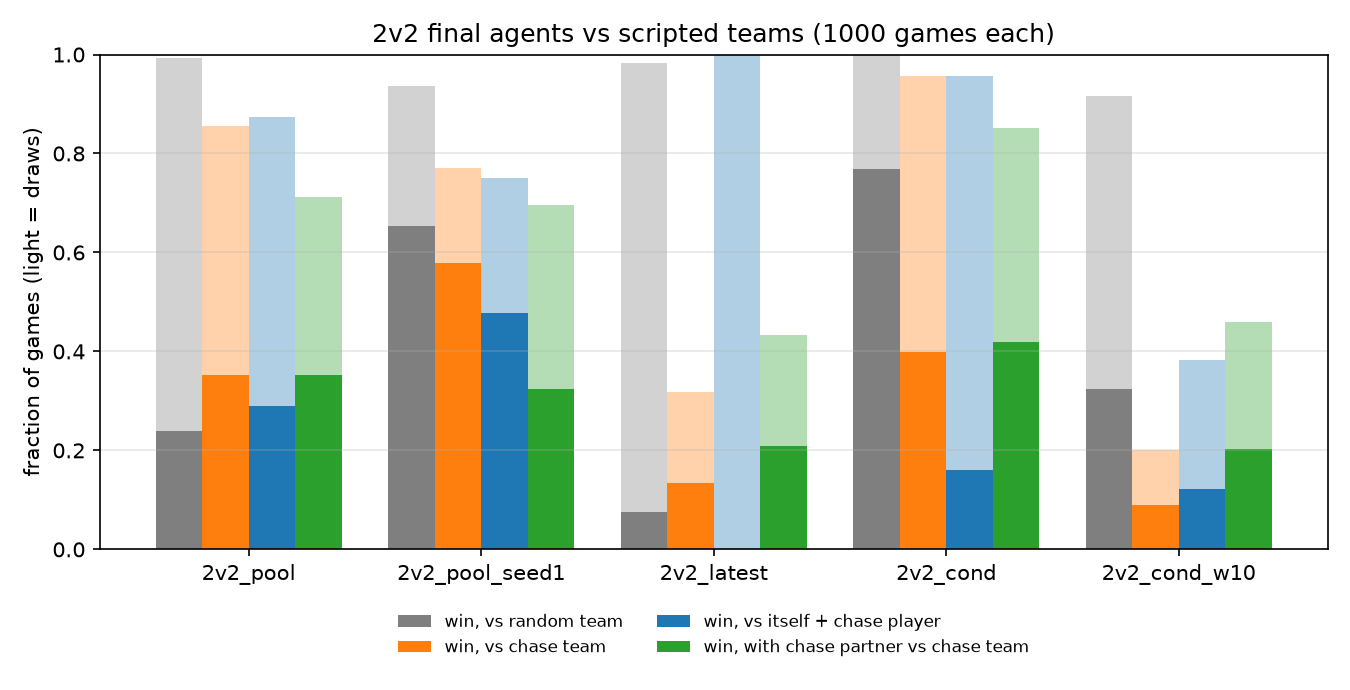 2v2 final agents vs scripted teams (1000 games each)
fraction of games (light = draws)
1.0
0.8
0.6
0.4
0.2
0.0
2v2_pool
2v2_pool_seed1
2v2_latest
2v2_cond
2v2_cond_w10
win, vs random team
win, vs chase team
win, vs itself + chase player
win, with chase partner vs chase team